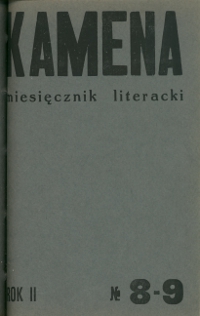 KAMENA
miesięcznik literacki
ROK II № 8-9